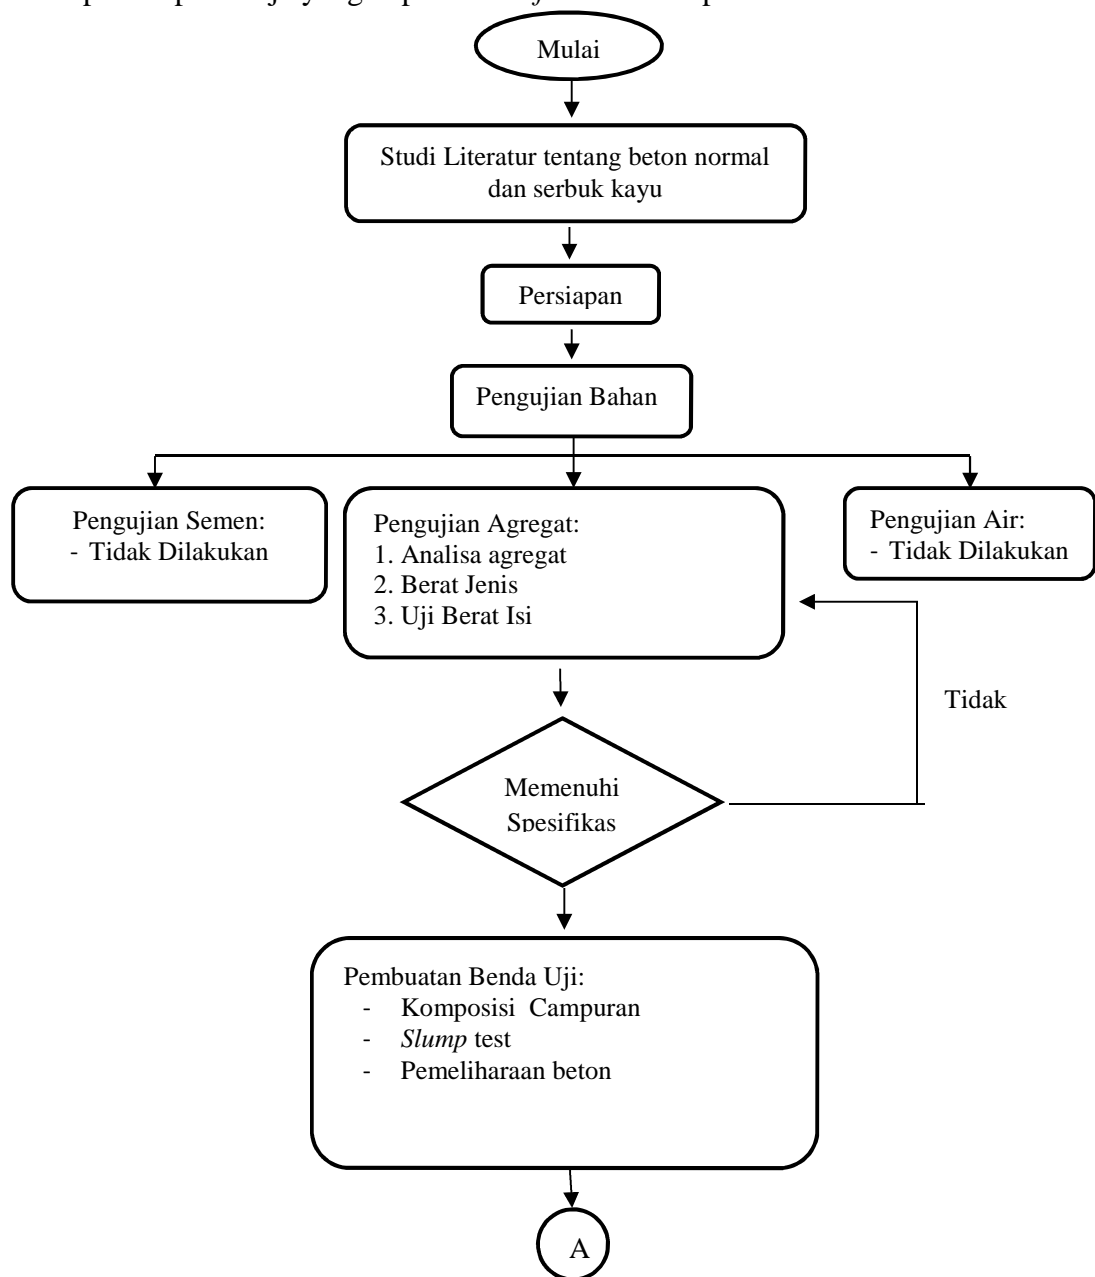 Mulai
Studi Literatur tentang beton normal
dan serbuk kayu
Persiapan
Pengujian Bahan
Pengujian Semen:
- Tidak Dilakukan
Pengujian Agregat:
1. Analisa agregat
2. Berat Jenis
3. Uji Berat Isi
Pengujian Air:
- Tidak Dilakukan
Tidak
Memenuhi
Spesifikas
Pembuatan Benda Uji:
- Komposisi Campuran
- Slump test
- Pemeliharaan beton
A